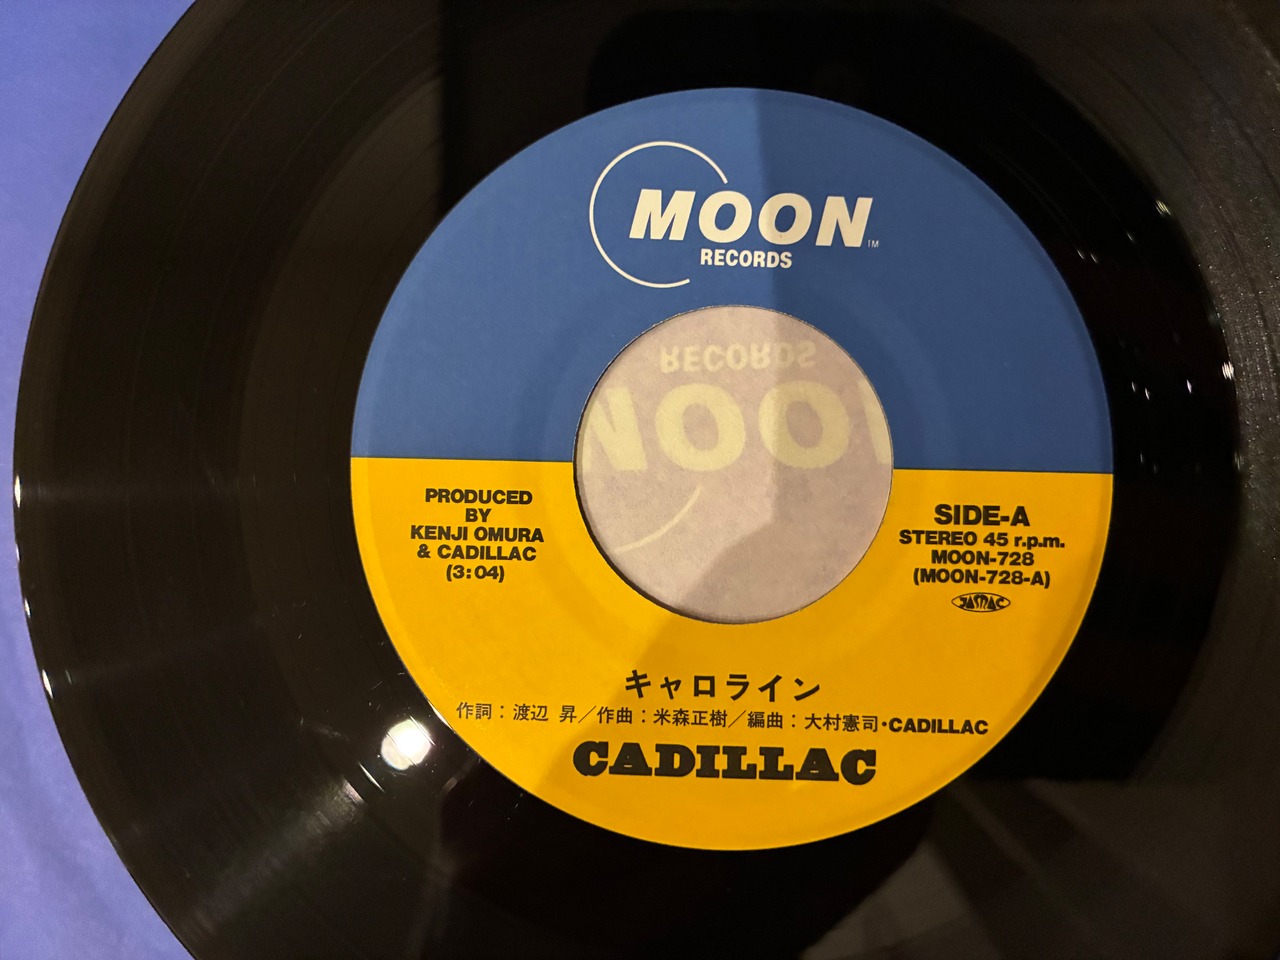 MOON
TM
RECORDS
RECORDS
MOON
PRODUCED
BY
KENJI OMURA
& CADILLAC
(3:04)
SIDE-A
STEREO 45 r.p.m.
MOON-728
(MOON-728-A)
JASRAC
キャロライン
作詞：渡辺 昇／作曲：米森正樹／編曲：大村憲司・CADILLAC
CADILLAC